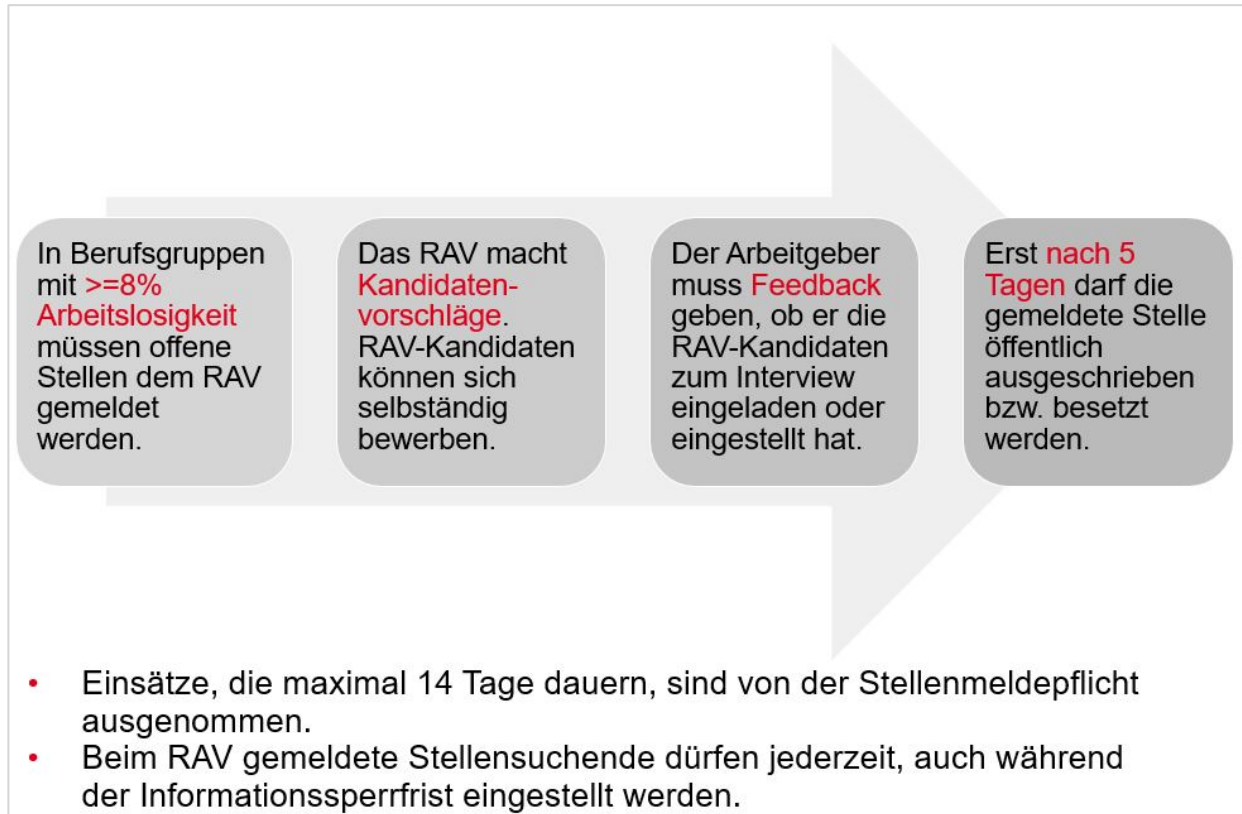 In Berufsgruppen
mit >=8%
Arbeitslosigkeit
müssen offene
Stellen dem RAV
gemeldet
werden.
Das RAV macht
Kandidaten-
vorschläge.
RAV-Kandidaten
können sich
selbständig
bewerben.
Der Arbeitgeber
muss Feedback
geben, ob er die
RAV-Kandidaten
zum Interview
eingeladen oder
eingestellt hat.
Erst nach 5
Tagen darf die
gemeldete Stelle
öffentlich
ausgeschrieben
bzw. besetzt
werden.
• Einsätze, die maximal 14 Tage dauern, sind von der Stellenmeldepflicht
ausgenommen.
• Beim RAV gemeldete Stellensuchende dürfen jederzeit, auch während
der Informationssperrfrist eingestellt werden.